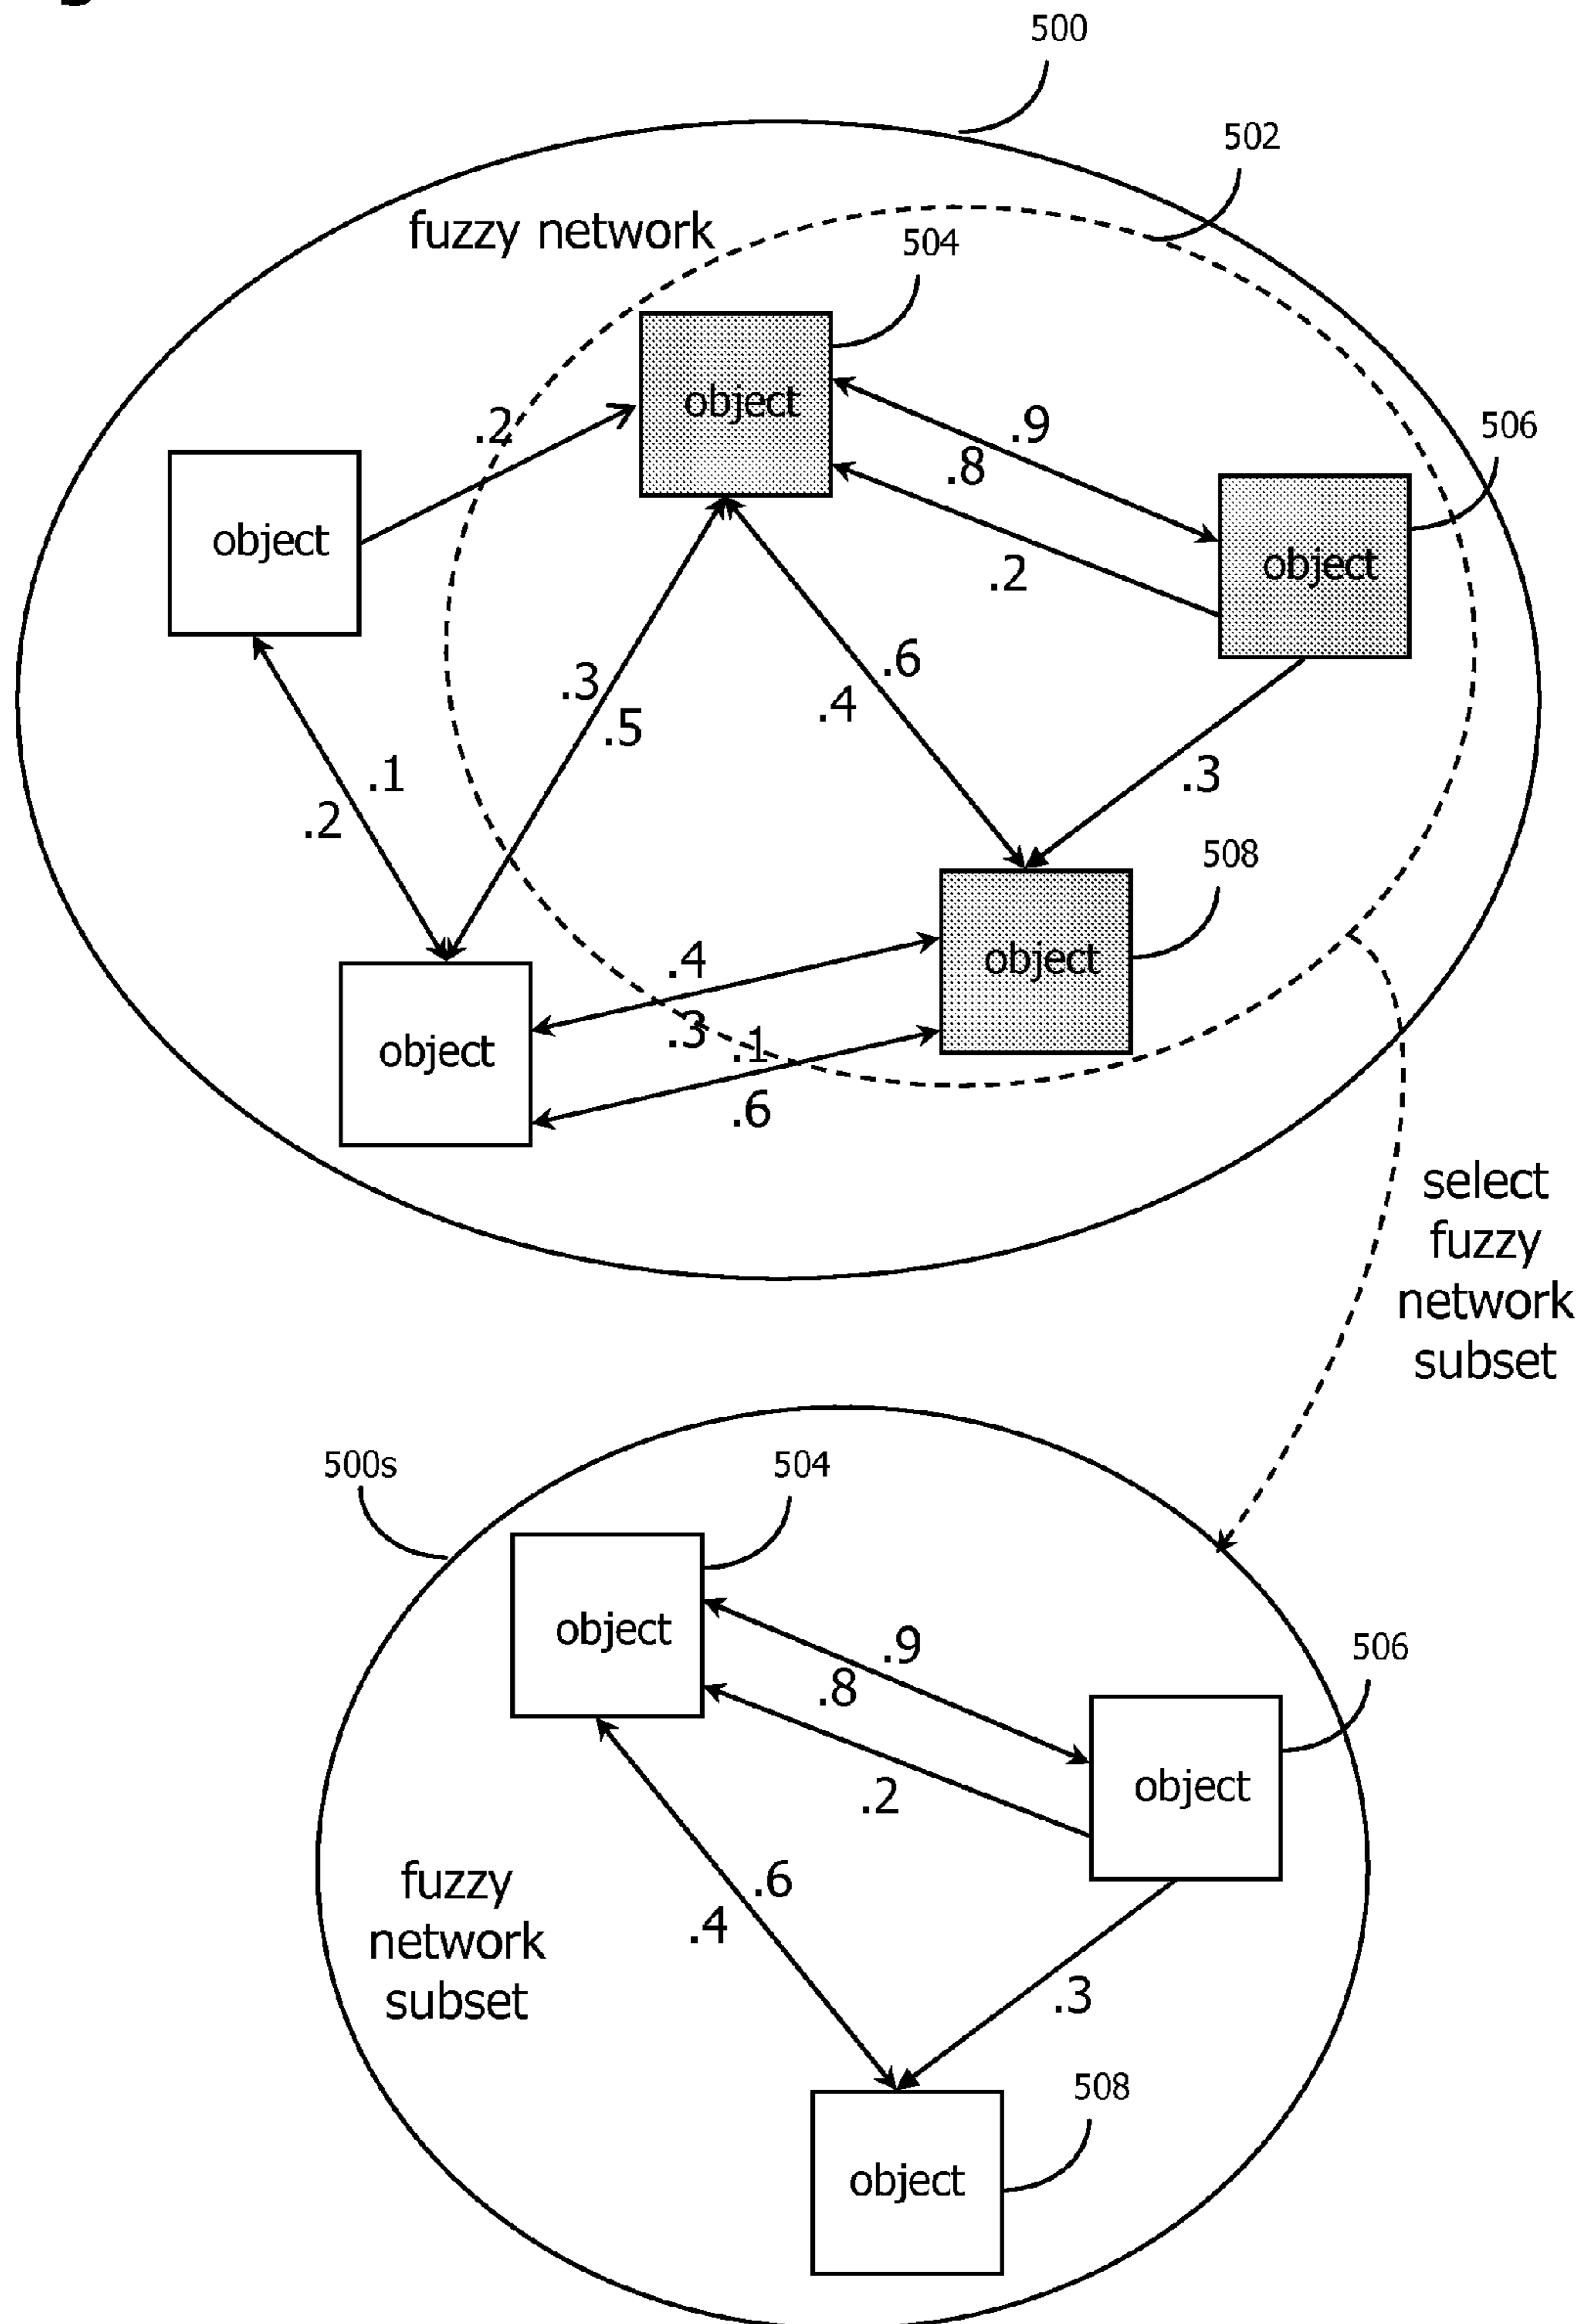 500
502
fuzzy network
504
object
.2
.9
.8
506
object
object
.2
.3
.5
.6
.4
.1
.2
.3
508
object
.4
.3
.1
.6
object
select
fuzzy
network
subset
500s
504
object
.9
.8
506
object
.2
fuzzy
network
subset
.6
.4
.3
508
object